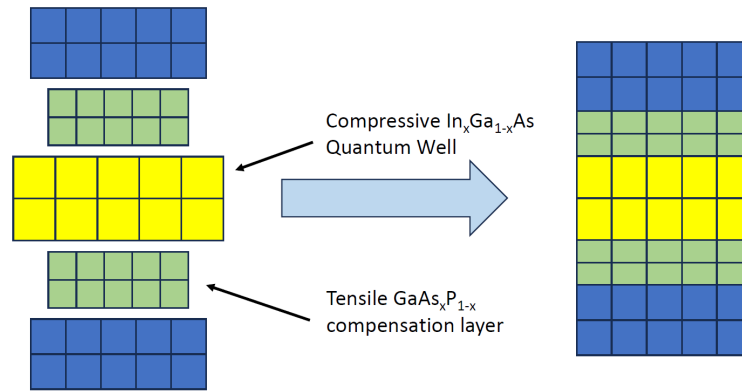 Compressive InₓGa₁₋ₓAs
Quantum Well
Tensile GaAsₓP₁₋ₓ
compensation layer